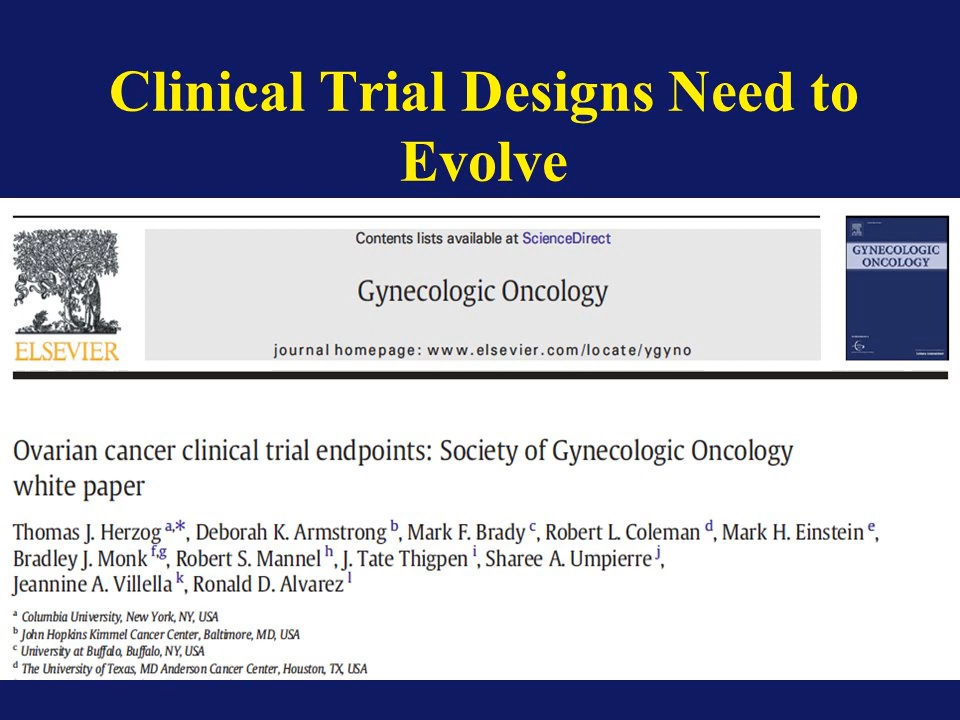 Clinical Trial Designs Need to
Evolve
Contents lists available at ScienceDirect
Gynecologic Oncology
journal homepage: www.elsevier.com/locate/ygyno
ELSEVIER
GYNECOLOGIC
ONCOLOGY
Ovarian cancer clinical trial endpoints: Society of Gynecologic Oncology
white paper
Thomas J. Herzog a,*, Deborah K. Armstrong b, Mark F. Brady c, Robert L. Coleman d, Mark H. Einstein e,
Bradley J. Monk f,g, Robert S. Mannel h, J. Tate Thigpen i, Sharee A. Umpierre j,
Jeannine A. Villella k, Ronald D. Alvarez l
a Columbia University, New York, NY, USA
b John Hopkins Kimmel Cancer Center, Baltimore, MD, USA
c University at Buffalo, Buffalo, NY, USA
d The University of Texas, MD Anderson Cancer Center, Houston, TX, USA